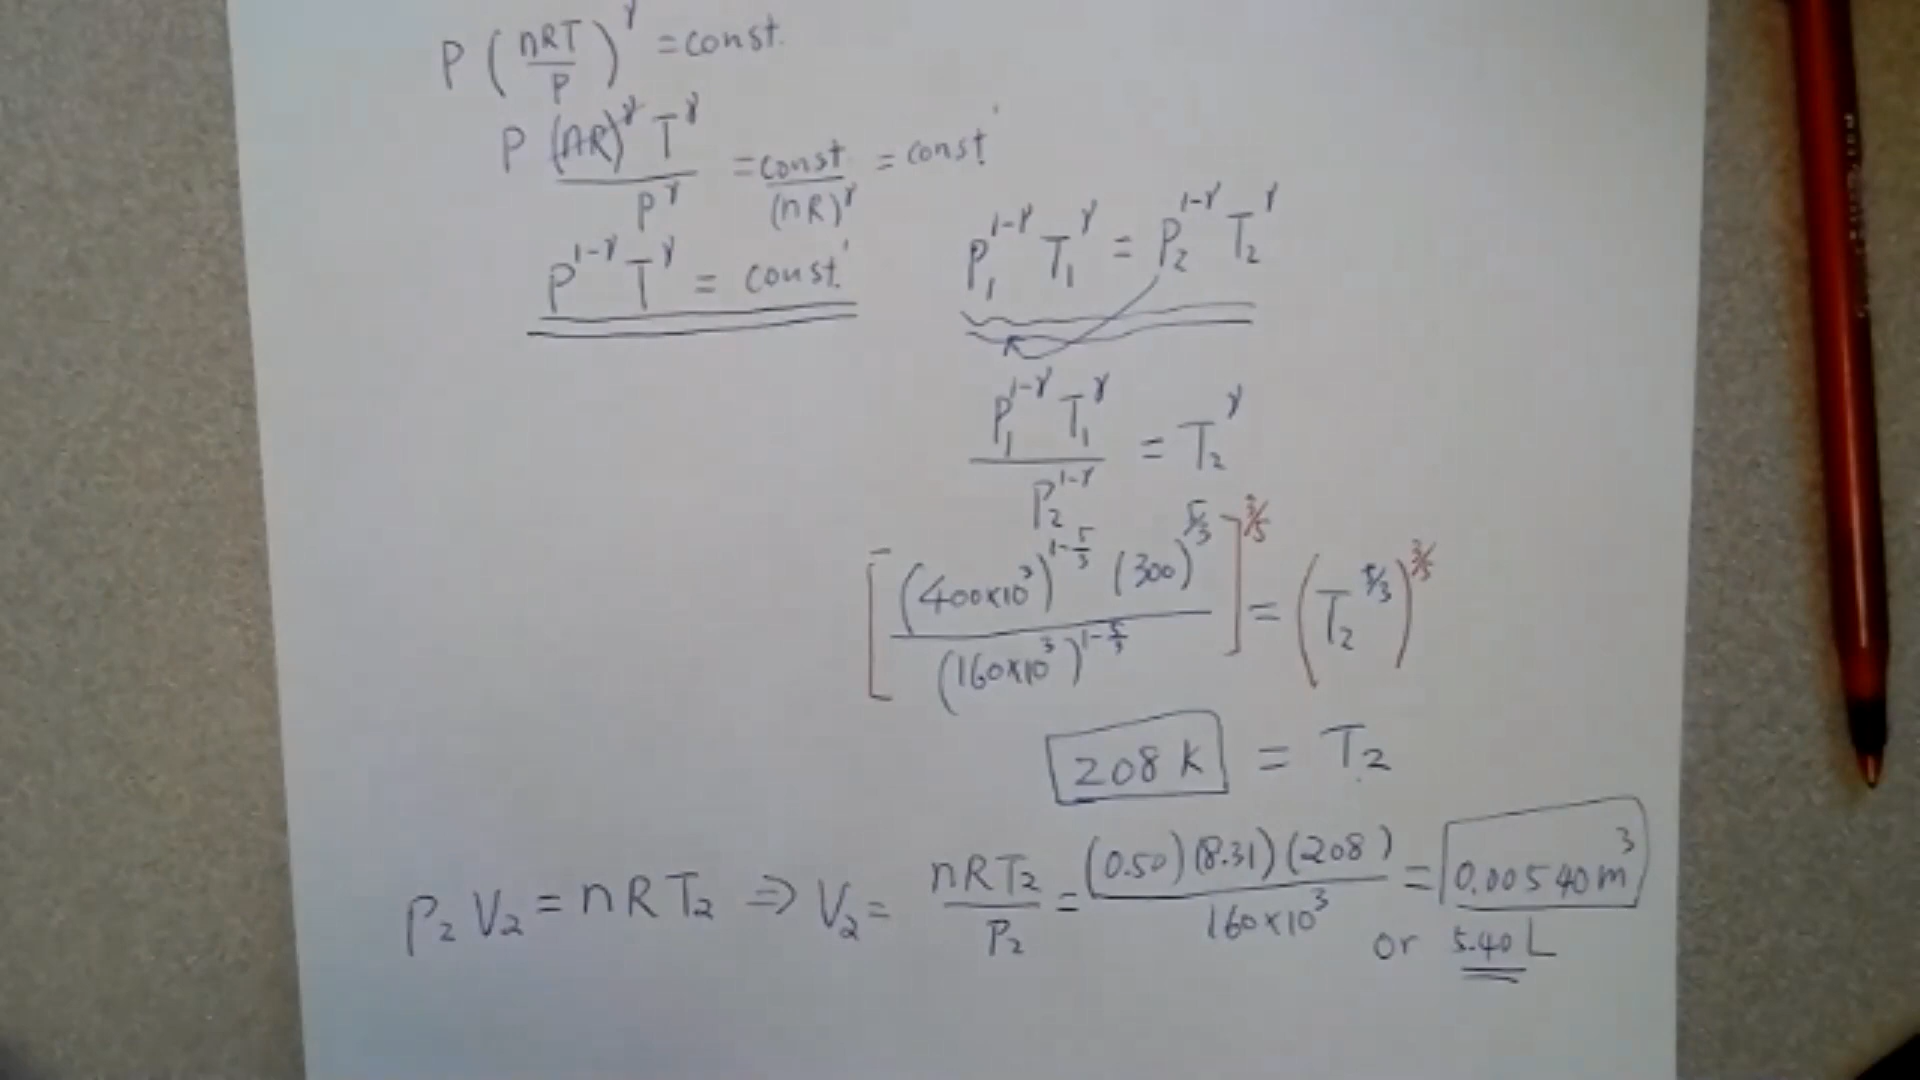 P(nRT/P)^γ = const.
P (nR)^γ T^γ / P^γ = const / (nR)^γ = const'
P^1-γ T^γ = const.'
P₁^1-γ T₁^γ = P₂^1-γ T₂^γ
P₁^1-γ T₁^γ / P₂^1-γ = T₂^γ
[(400×10³)^1-5/3 (300)^5/3 / (160×10³)^1-5/3]^3/5 = (T₂^5/3)^3/5
208 K = T₂
P₂V₂ = nRT₂ ⇒ V₂ = nRT₂ / P₂ = (0.50)(8.31)(208) / 160×10³ = 0.00540 m³
or 5.40 L